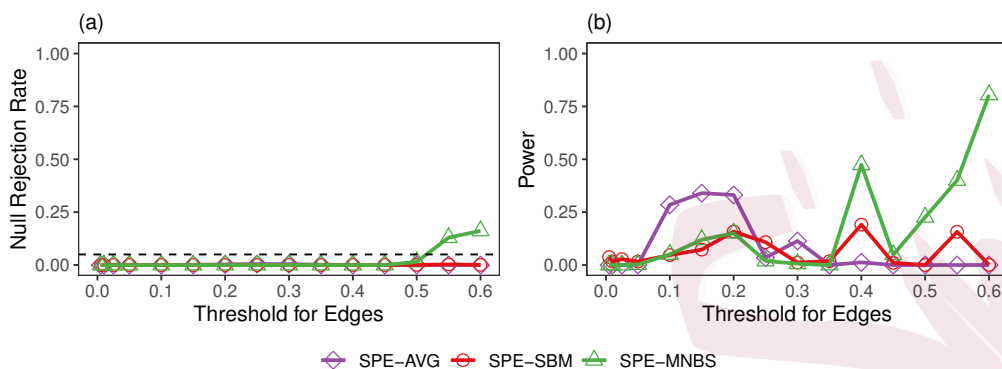 (a)
(b)
Null Rejection Rate
1.00
0.75
0.50
0.25
0.00
0.0 0.1 0.2 0.3 0.4 0.5 0.6
Threshold for Edges
Power
1.00
0.75
0.50
0.25
0.00
0.0 0.1 0.2 0.3 0.4 0.5 0.6
Threshold for Edges
SPE−AVG SPE−SBM SPE−MNBS